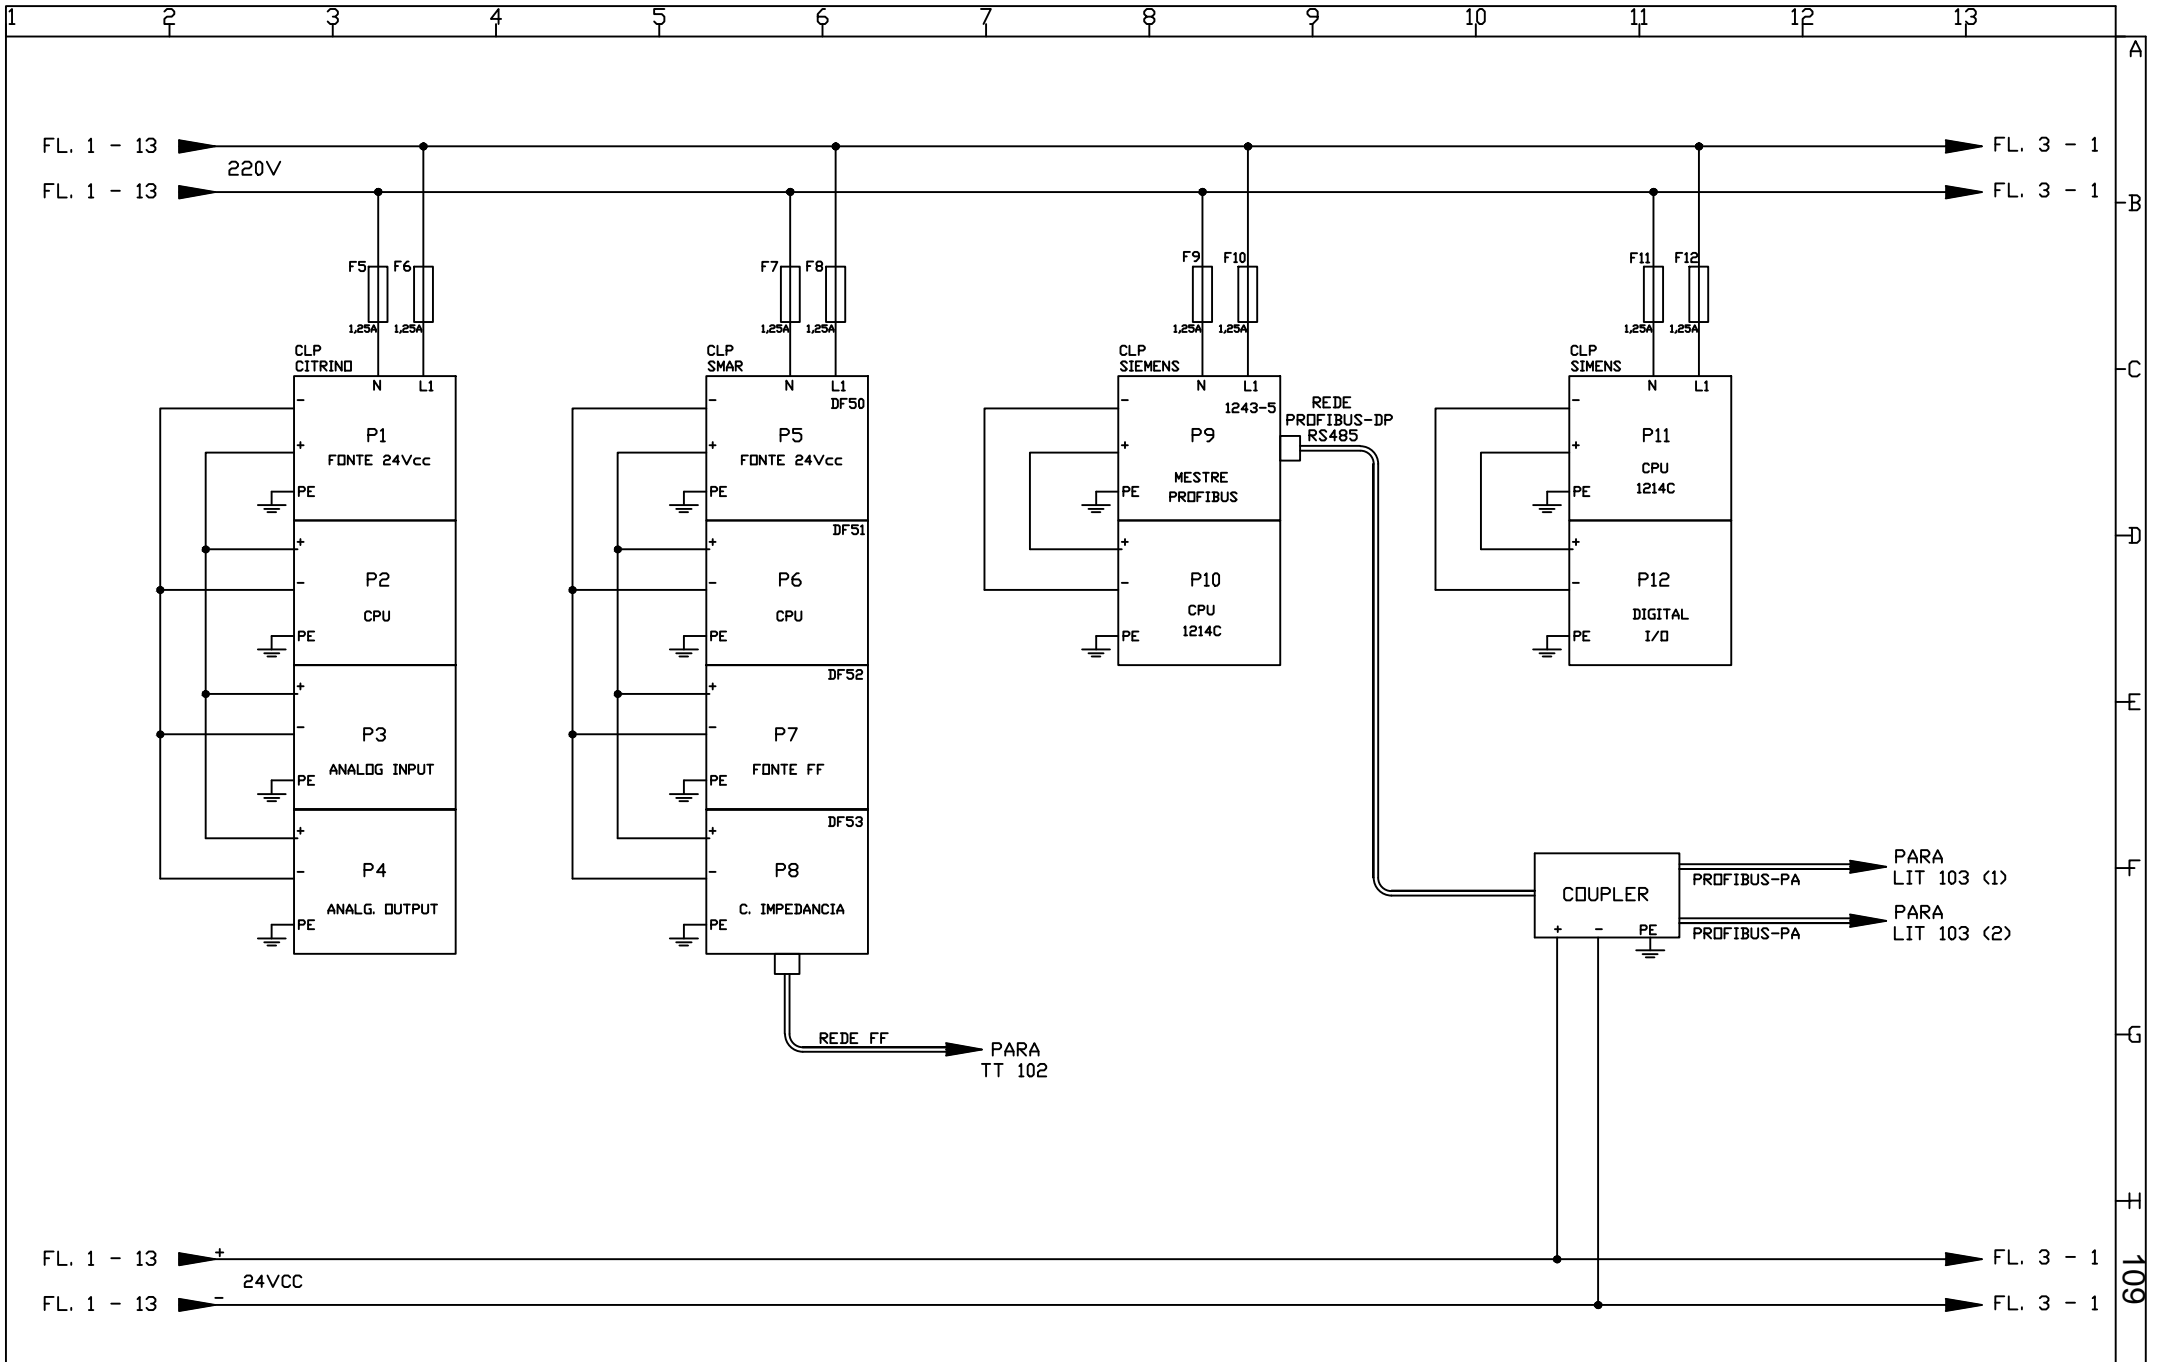 1 2 3 4 5 6 7 8 9 10 11 12 13
A
FL. 1 - 13
FL. 3 - 1
220V
FL. 1 - 13
FL. 3 - 1
B
F5 F6
F7 F8
F9 F10
F11 F12
1,25A 1,25A
1,25A 1,25A
1,25A 1,25A
1,25A 1,25A
C
CLP
CITRINO
N L1
-
P1
+
FONTE 24Vcc
PE
+
P2
-
CPU
PE
+
P3
-
ANALOG INPUT
PE
+
P4
-
ANALG. OUTPUT
PE
CLP
SMAR
N L1
- DF50
P5
+
FONTE 24Vcc
PE
DF51
+
P6
-
CPU
PE
DF52
+
P7
-
FONTE FF
PE
DF53
+
P8
-
C. IMPEDANCIA
PE
REDE FF
PARA
TT 102
CLP
SIEMENS
N L1
- 1243-5
P9
+
MESTRE
PROFIBUS
PE
+
P10
-
CPU
1214C
PE
REDE
PROFIBUS-DP
RS485
CLP
SIMENS
N L1
-
P11
+
CPU
1214C
PE
+
P12
-
DIGITAL
I/O
PE
D
E
F
COUPLER
+ - PE
PROFIBUS-PA
PARA
LIT 103 (1)
PROFIBUS-PA
PARA
LIT 103 (2)
G
H
FL. 1 - 13 +
FL. 3 - 1
24VCC
FL. 1 - 13 -
FL. 3 - 1
109